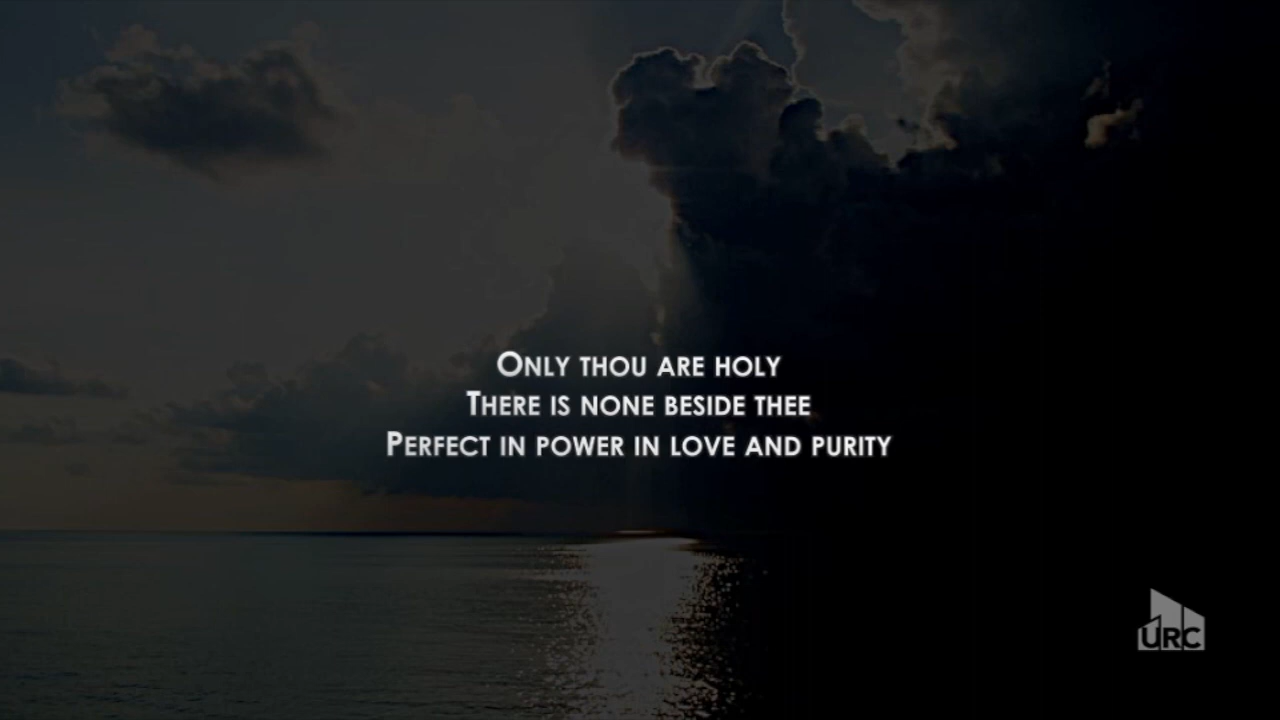 Only thou are holy
There is none beside thee
Perfect in power in love and purity
URC